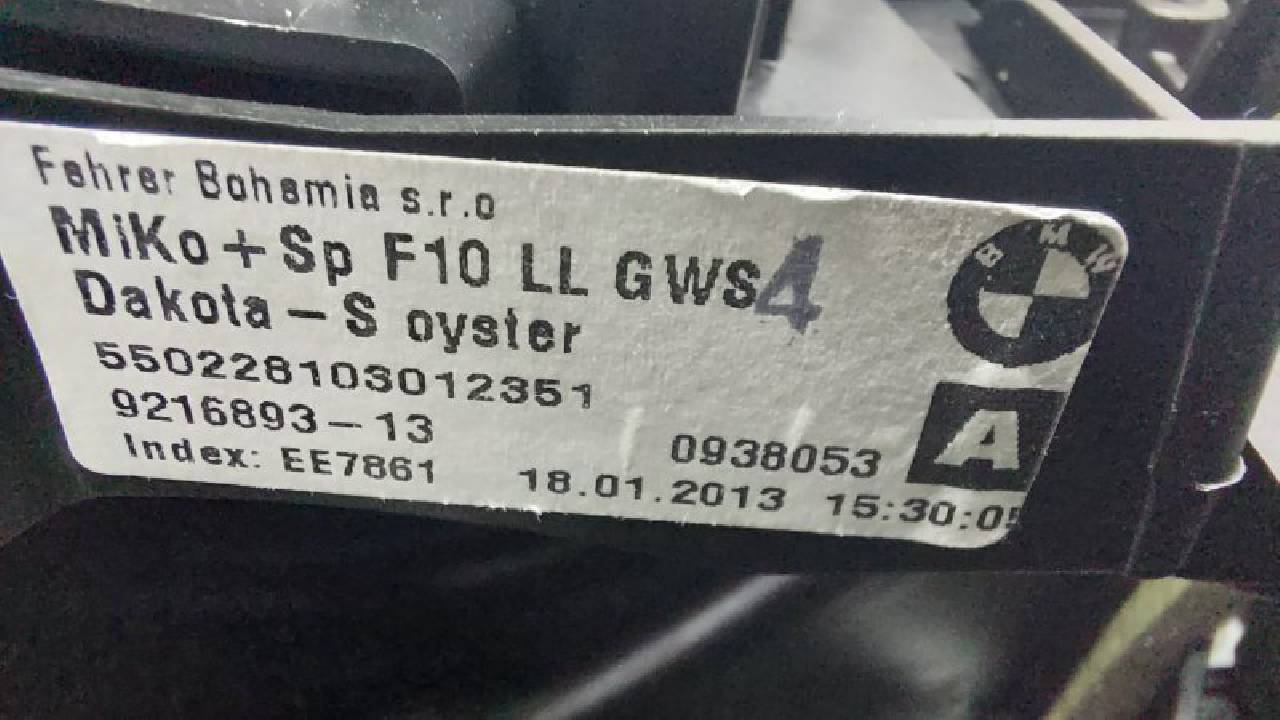 Fehrer Bohemia s.r.o
MiKo+Sp F10 LL GWS4
Dakota-S oyster
550228103012351
9216893-13
0938053
A
Index: EE7861 18.01.2013 15:30:05
BMW